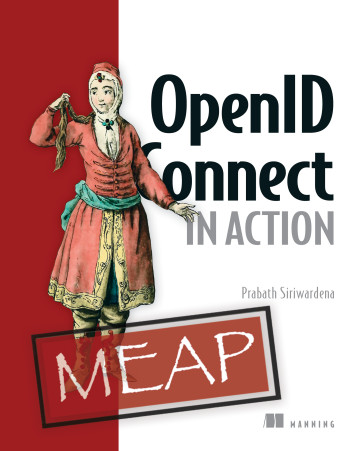 OpenID
Connect
IN ACTION
Prabath Siriwardena
MEAP
MANNING